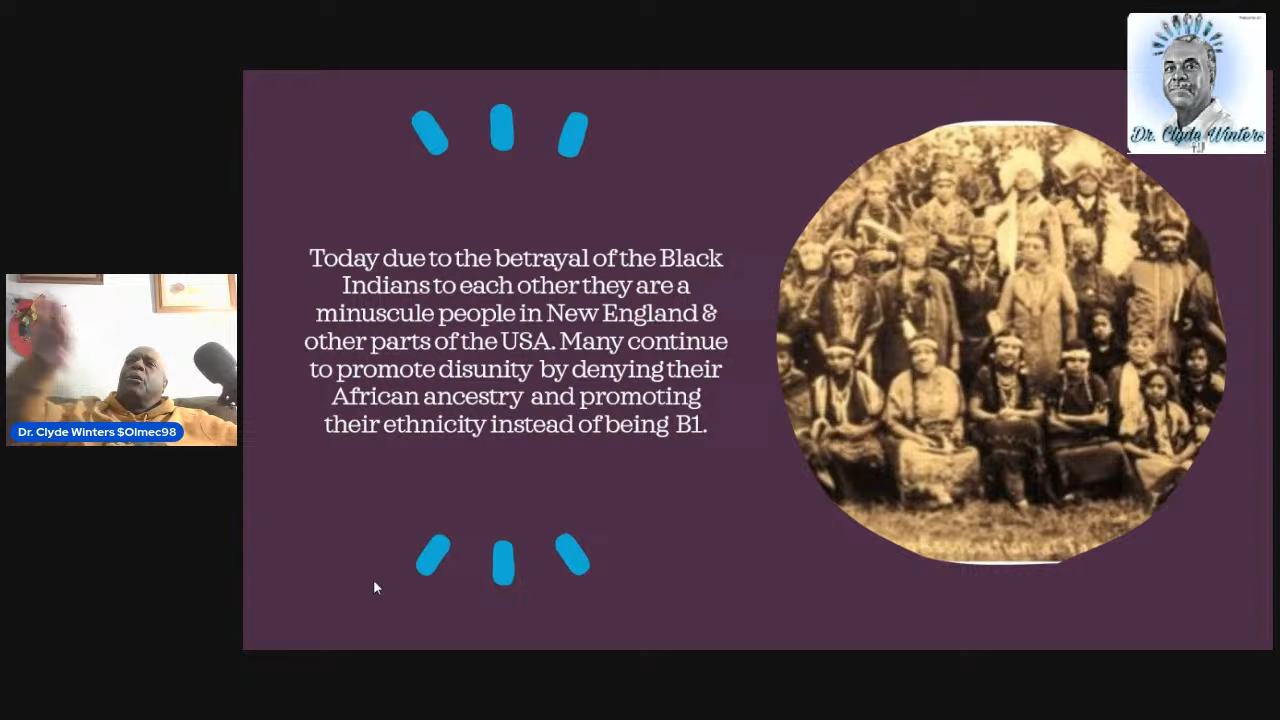 Dr. Clyde Winters
Today due to the betrayal of the Black
Indians to each other they are a
minuscule people in New England &
other parts of the USA. Many continue
to promote disunity by denying their
African ancestry and promoting
their ethnicity instead of being B1.
Dr. Clyde Winters $Olmec98